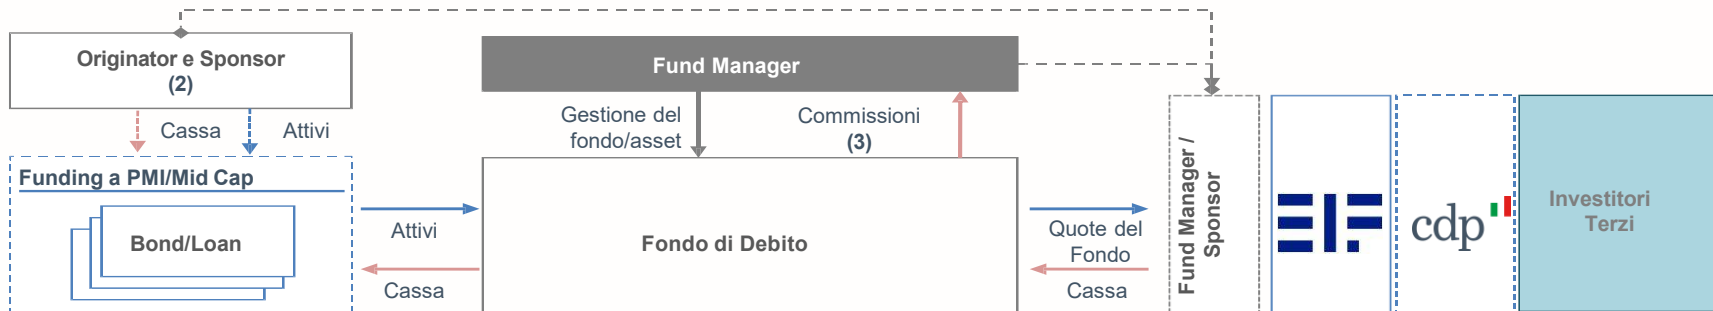 Originator e Sponsor
(2)
Cassa
Attivi
Funding a PMI/Mid Cap
Bond/Loan
Attivi
Cassa
Fund Manager
Gestione del
fondo/asset
Commissioni
(3)
Fondo di Debito
Quote del
Fondo
Cassa
Fund Manager /
Sponsor
EIF
cdp
Investitori
Terzi